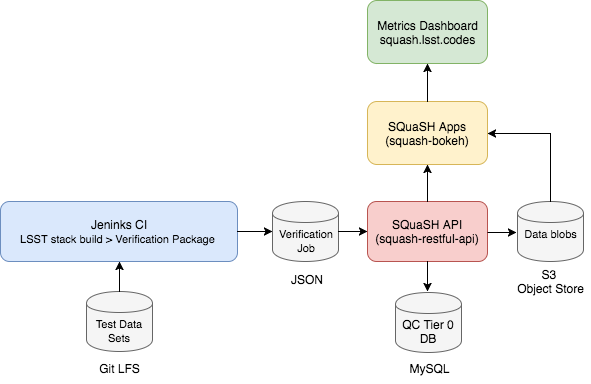 Metrics Dashboard
squash.lsst.codes
SQuaSH Apps
(squash-bokeh)
Jeninks CI
LSST stack build > Verification Package
Verification
Job
JSON
SQuaSH API
(squash-restful-api)
Data blobs
S3
Object Store
Test Data
Sets
Git LFS
QC Tier 0
DB
MySQL